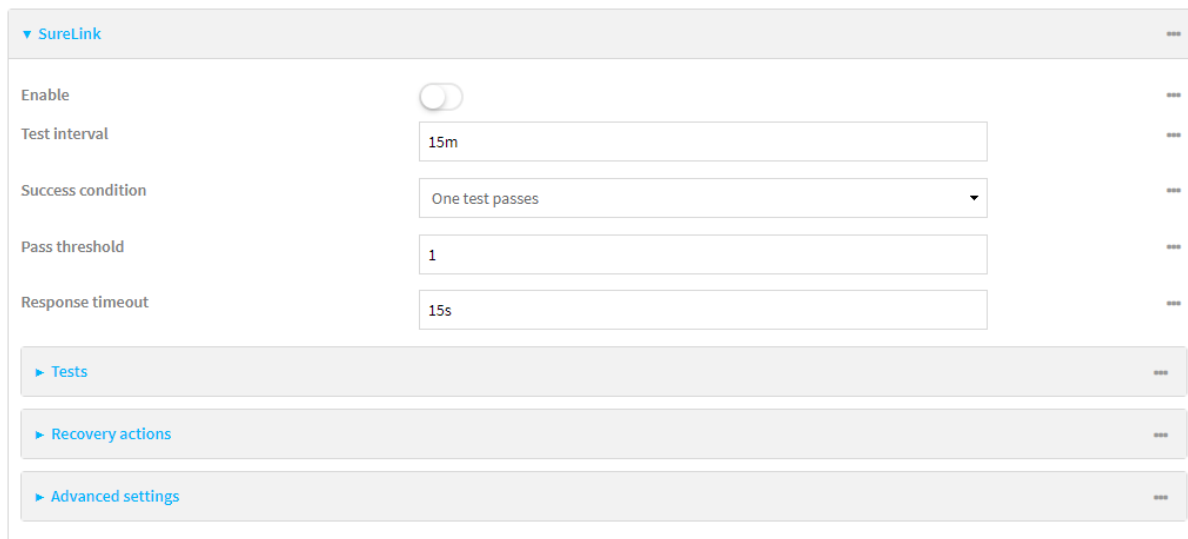 SureLink
Enable
Test interval
15m
Success condition
One test passes
Pass threshold
1
Response timeout
15s
Tests
Recovery actions
Advanced settings